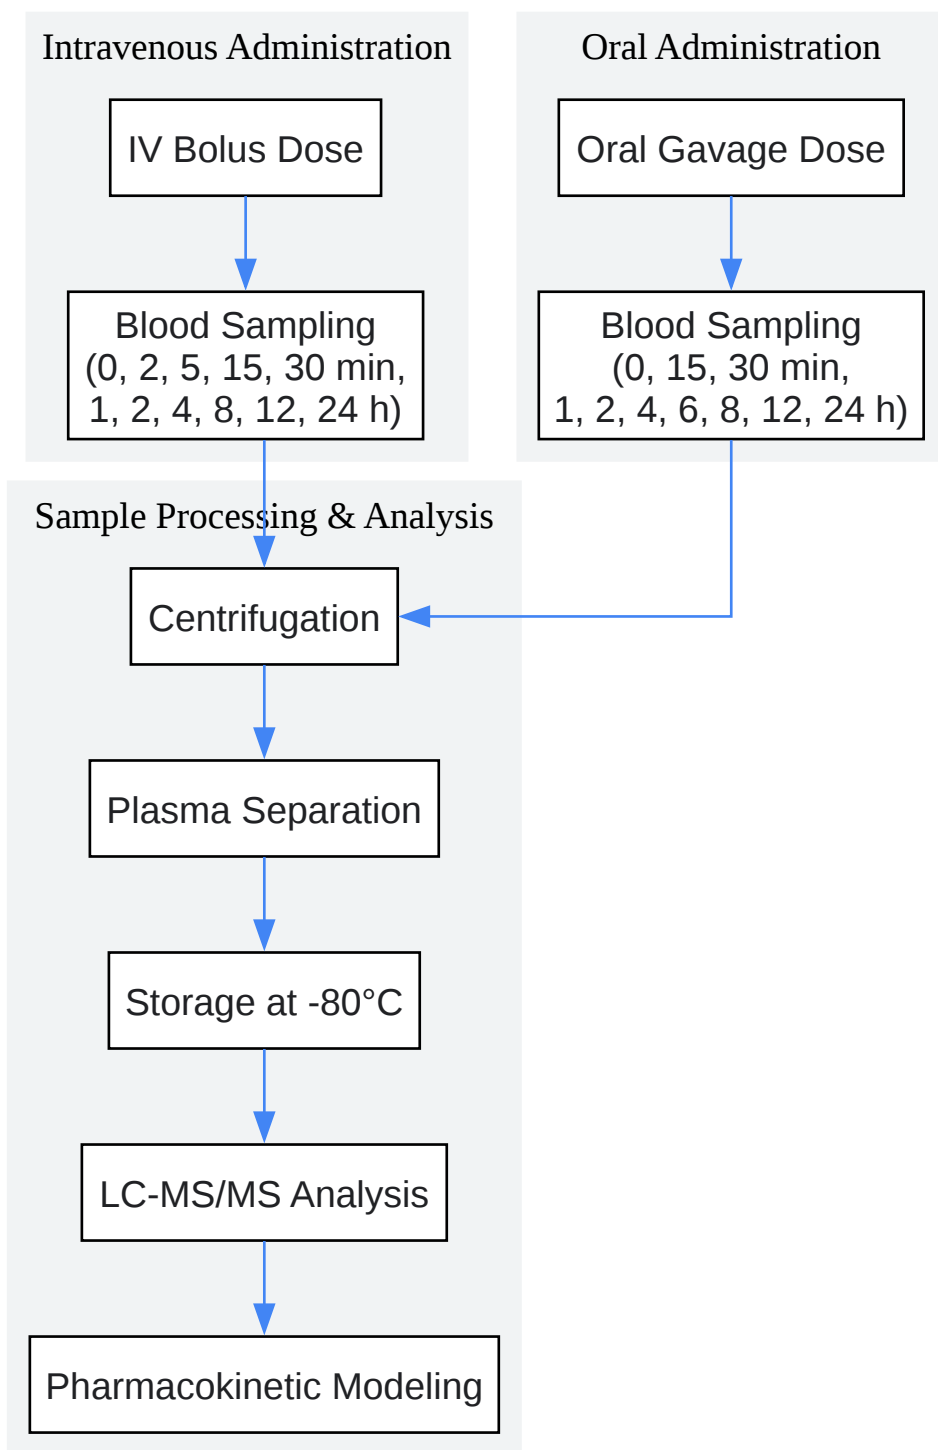 Intravenous Administration
IV Bolus Dose
Blood Sampling
(0, 2, 5, 15, 30 min,
1, 2, 4, 8, 12, 24 h)
Oral Administration
Oral Gavage Dose
Blood Sampling
(0, 15, 30 min,
1, 2, 4, 6, 8, 12, 24 h)
Sample Processing & Analysis
Centrifugation
Plasma Separation
Storage at -80°C
LC-MS/MS Analysis
Pharmacokinetic Modeling